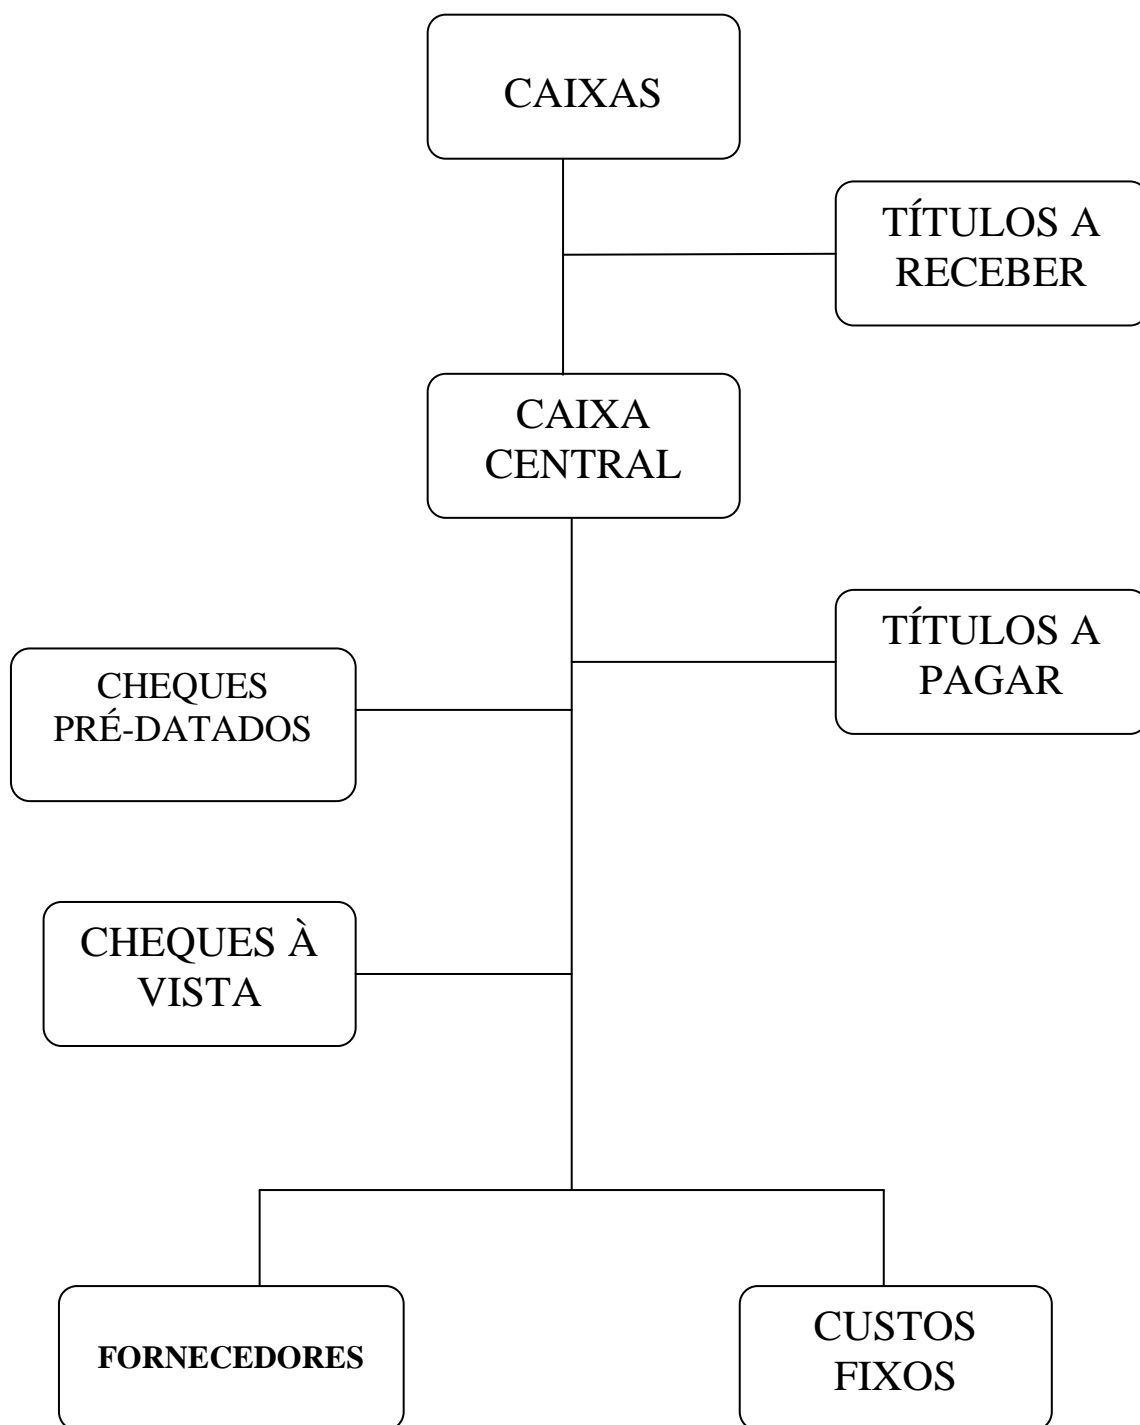 CAIXAS
TÍTULOS A
RECEBER
CAIXA
CENTRAL
TÍTULOS A
PAGAR
CHEQUES
PRÉ-DATADOS
CHEQUES À
VISTA
FORNECEDORES
CUSTOS
FIXOS